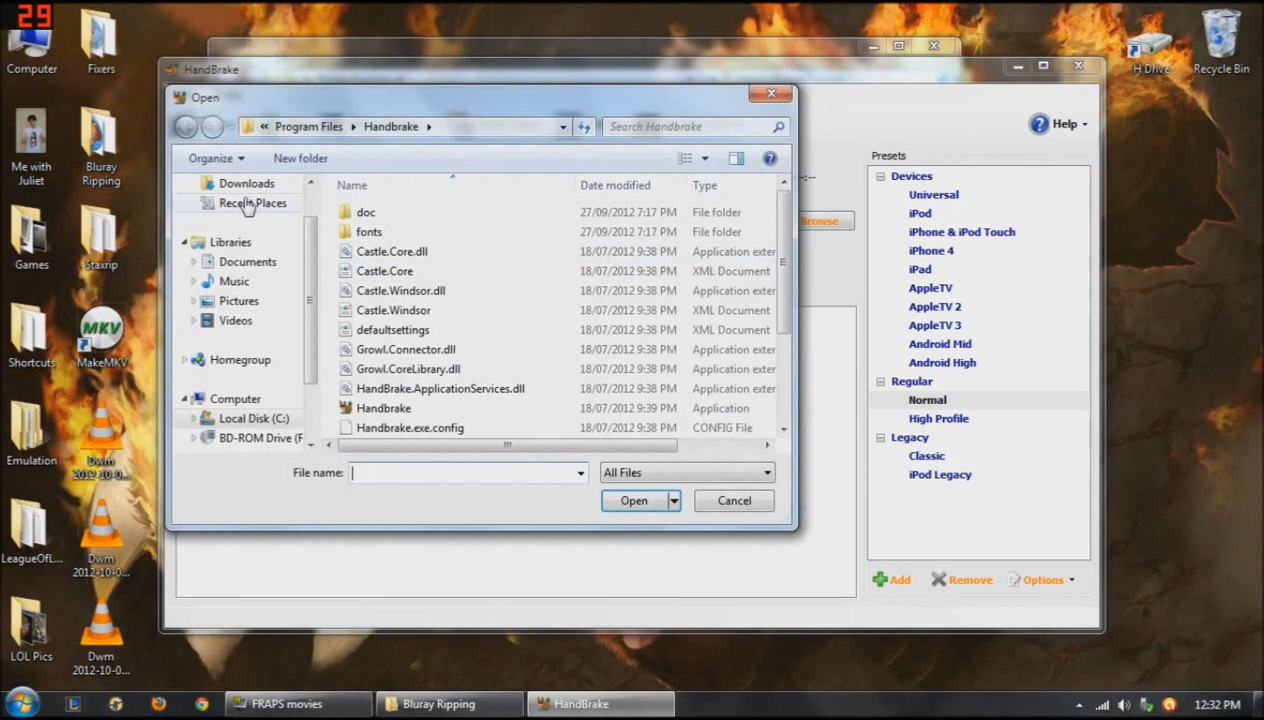 29
Computer
Fixers
Me with
Juliet
Bluray
Ripping
Games
Staxrip
Shortcuts
MKV
MakeMKV
Emulation
Dwm
2012-10-0...
LeagueOfL...
Dwm
2012-10-0...
LOL Pics
Dwm
2012-10-0...
H Drive
Recycle Bin
HandBrake
Open
« Program Files Handbrake
Search Handbrake
Organize
New folder
Downloads
Recent Places
Libraries
Documents
Music
Pictures
Videos
Homegroup
Computer
Local Disk (C:)
BD-ROM Drive (F
Name Date modified Type
doc 27/09/2012 7:17 PM File folder
fonts 27/09/2012 7:17 PM File folder
Castle.Core.dll 18/07/2012 9:38 PM Application exter
Castle.Core 18/07/2012 9:38 PM XML Document
Castle.Windsor.dll 18/07/2012 9:38 PM Application exter
Castle.Windsor 18/07/2012 9:38 PM XML Document
defaultsettings 18/07/2012 9:38 PM XML Document
Growl.Connector.dll 18/07/2012 9:38 PM Application exter
Growl.CoreLibrary.dll 18/07/2012 9:38 PM Application exter
HandBrake.ApplicationServices.dll 18/07/2012 9:38 PM Application exter
Handbrake 18/07/2012 9:39 PM Application
Handbrake.exe.config 18/07/2012 9:38 PM CONFIG File
File name:
All Files
Open
Cancel
--:--
Browse
Help
Presets
Devices
Universal
iPod
iPhone & iPod Touch
iPhone 4
iPad
AppleTV
AppleTV 2
AppleTV 3
Android Mid
Android High
Regular
Normal
High Profile
Legacy
Classic
iPod Legacy
Add
Remove
Options
FRAPS movies
Bluray Ripping
HandBrake
12:32 PM